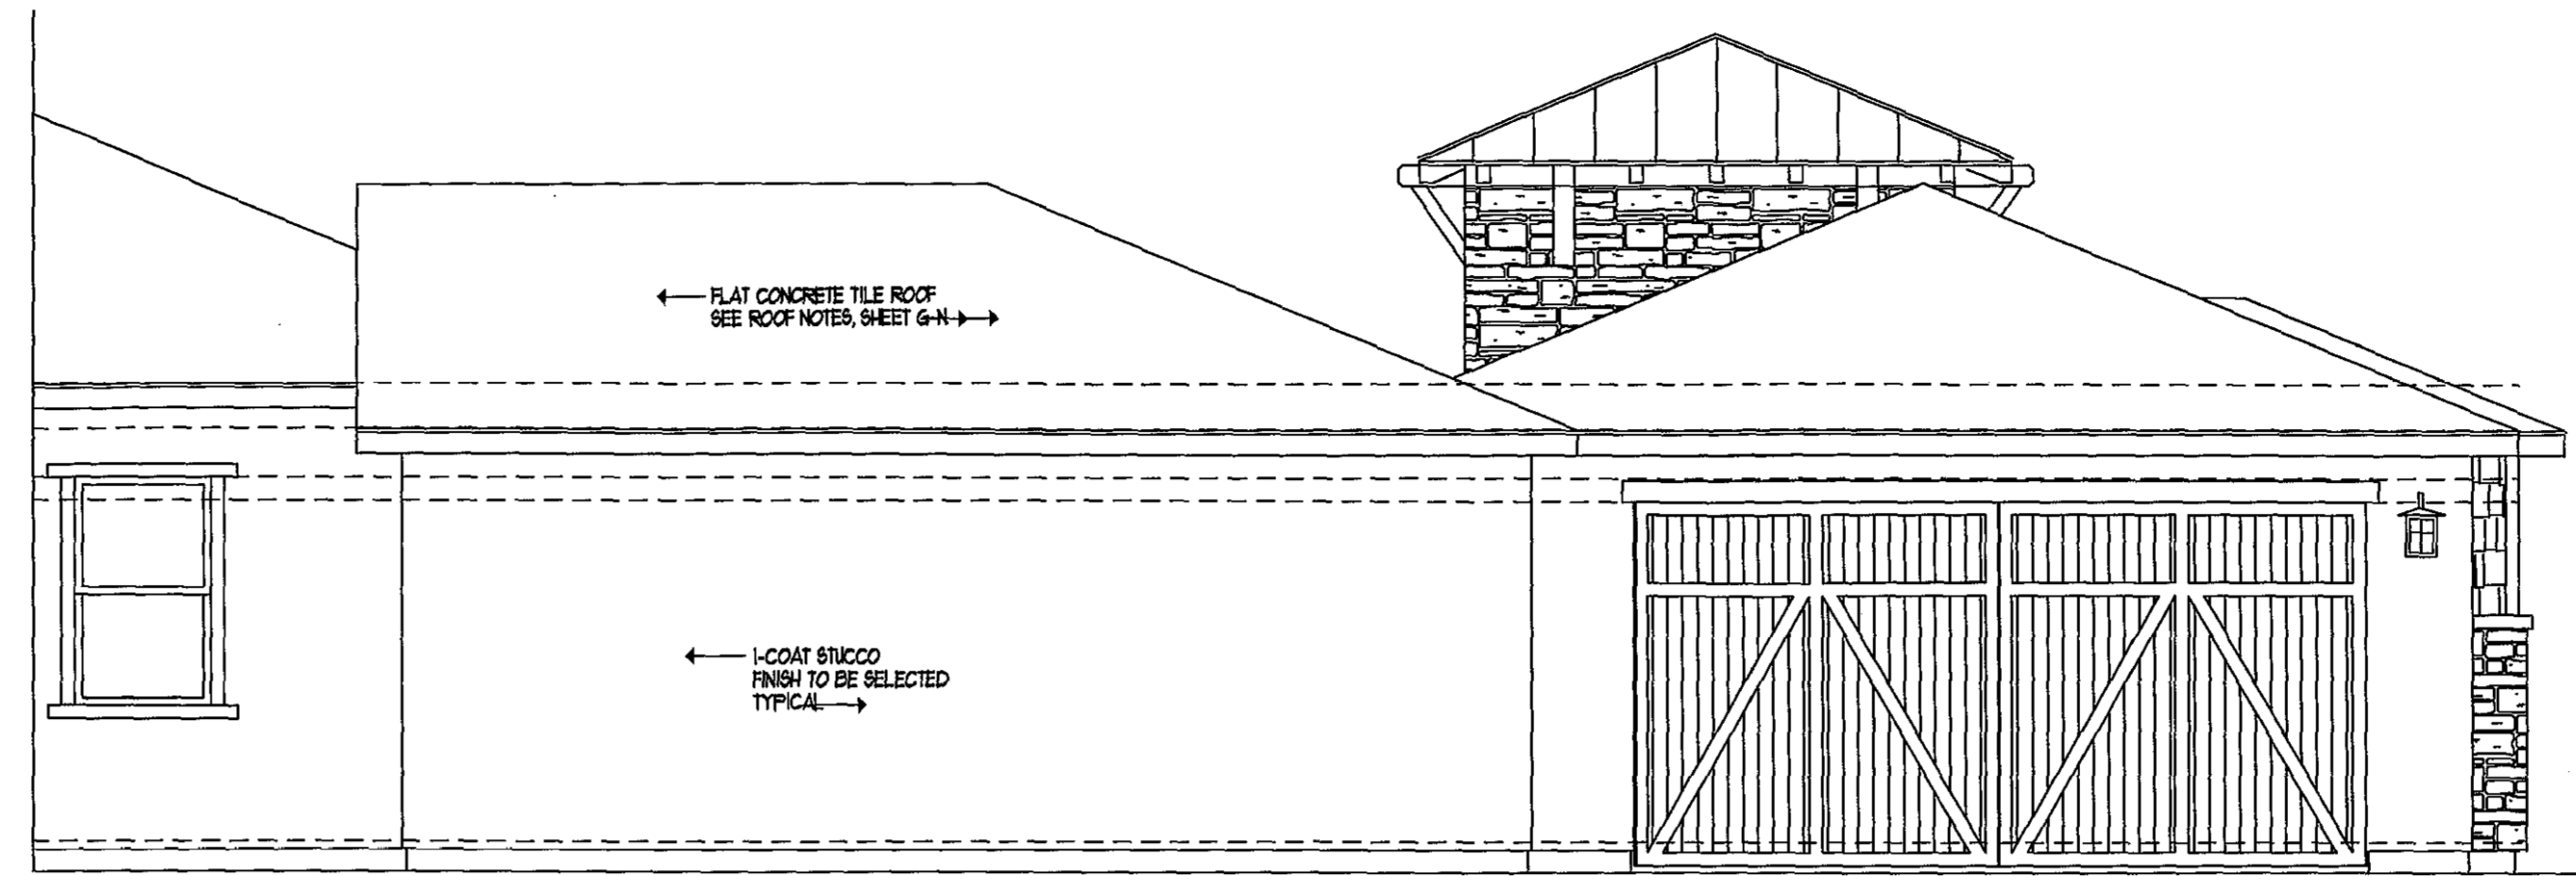 FLAT CONCRETE TILE ROOF
SEE ROOF NOTES, SHEET G-N
1-COAT STUCCO
FINISH TO BE SELECTED
TYPICAL